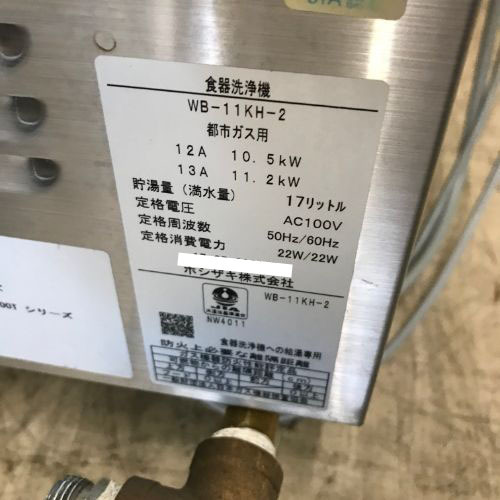 食器洗浄機
WB-11KH-2
都市ガス用
12A 10.5kW
13A 11.2kW
貯湯量(満水量) 17リットル
定格電圧 AC100V
定格周波数 50Hz/60Hz
定格消費電力 22W/22W
ホシザキ株式会社
WB-11KH-2
NW4011
食器洗浄機への給湯専用
防火上必要な離隔距離
シリーズ